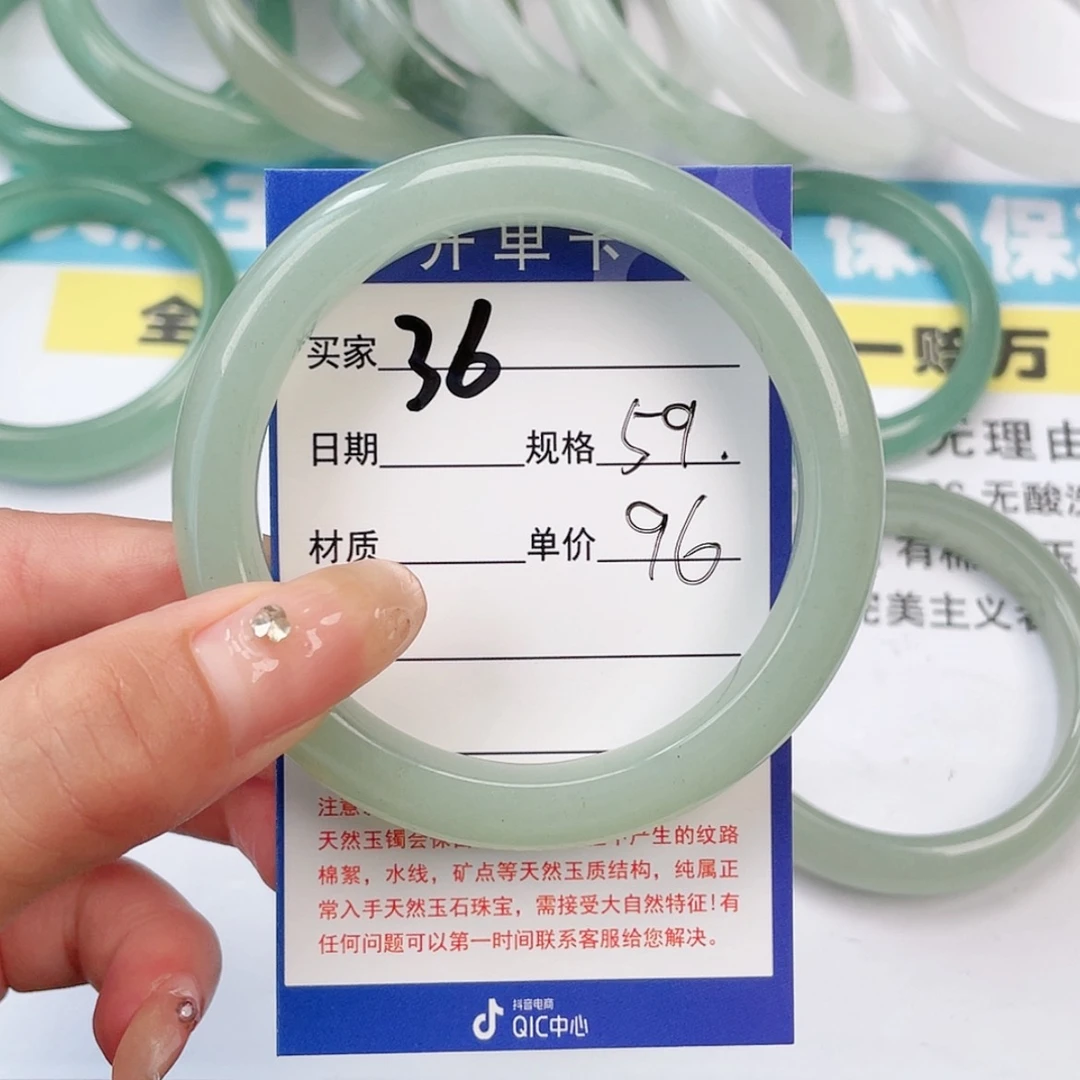 开单卡
全
保 保
一赔万
买家 36
日期 规格 59.
材质 单价 96
无理由
无酸洗
有棉
完美主义者
天然玉镯会保 产生的纹路
棉絮，水线，矿点等天然玉质结构，纯属正
常入手天然玉石珠宝，需接受大自然特征！有
任何问题可以第一时间联系客服给您解决。
抖音电商
QIC中心